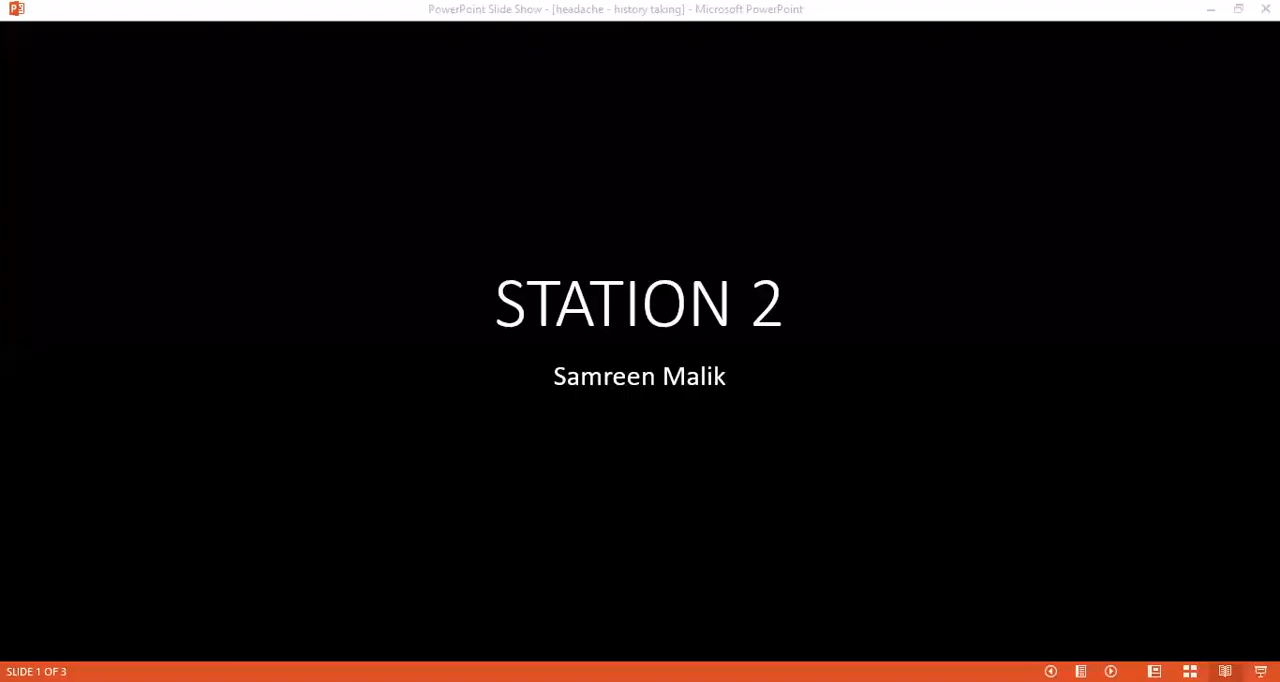 PowerPoint Slide Show - [headache - history taking] - Microsoft PowerPoint
STATION 2
Samreen Malik
SLIDE 1 OF 3